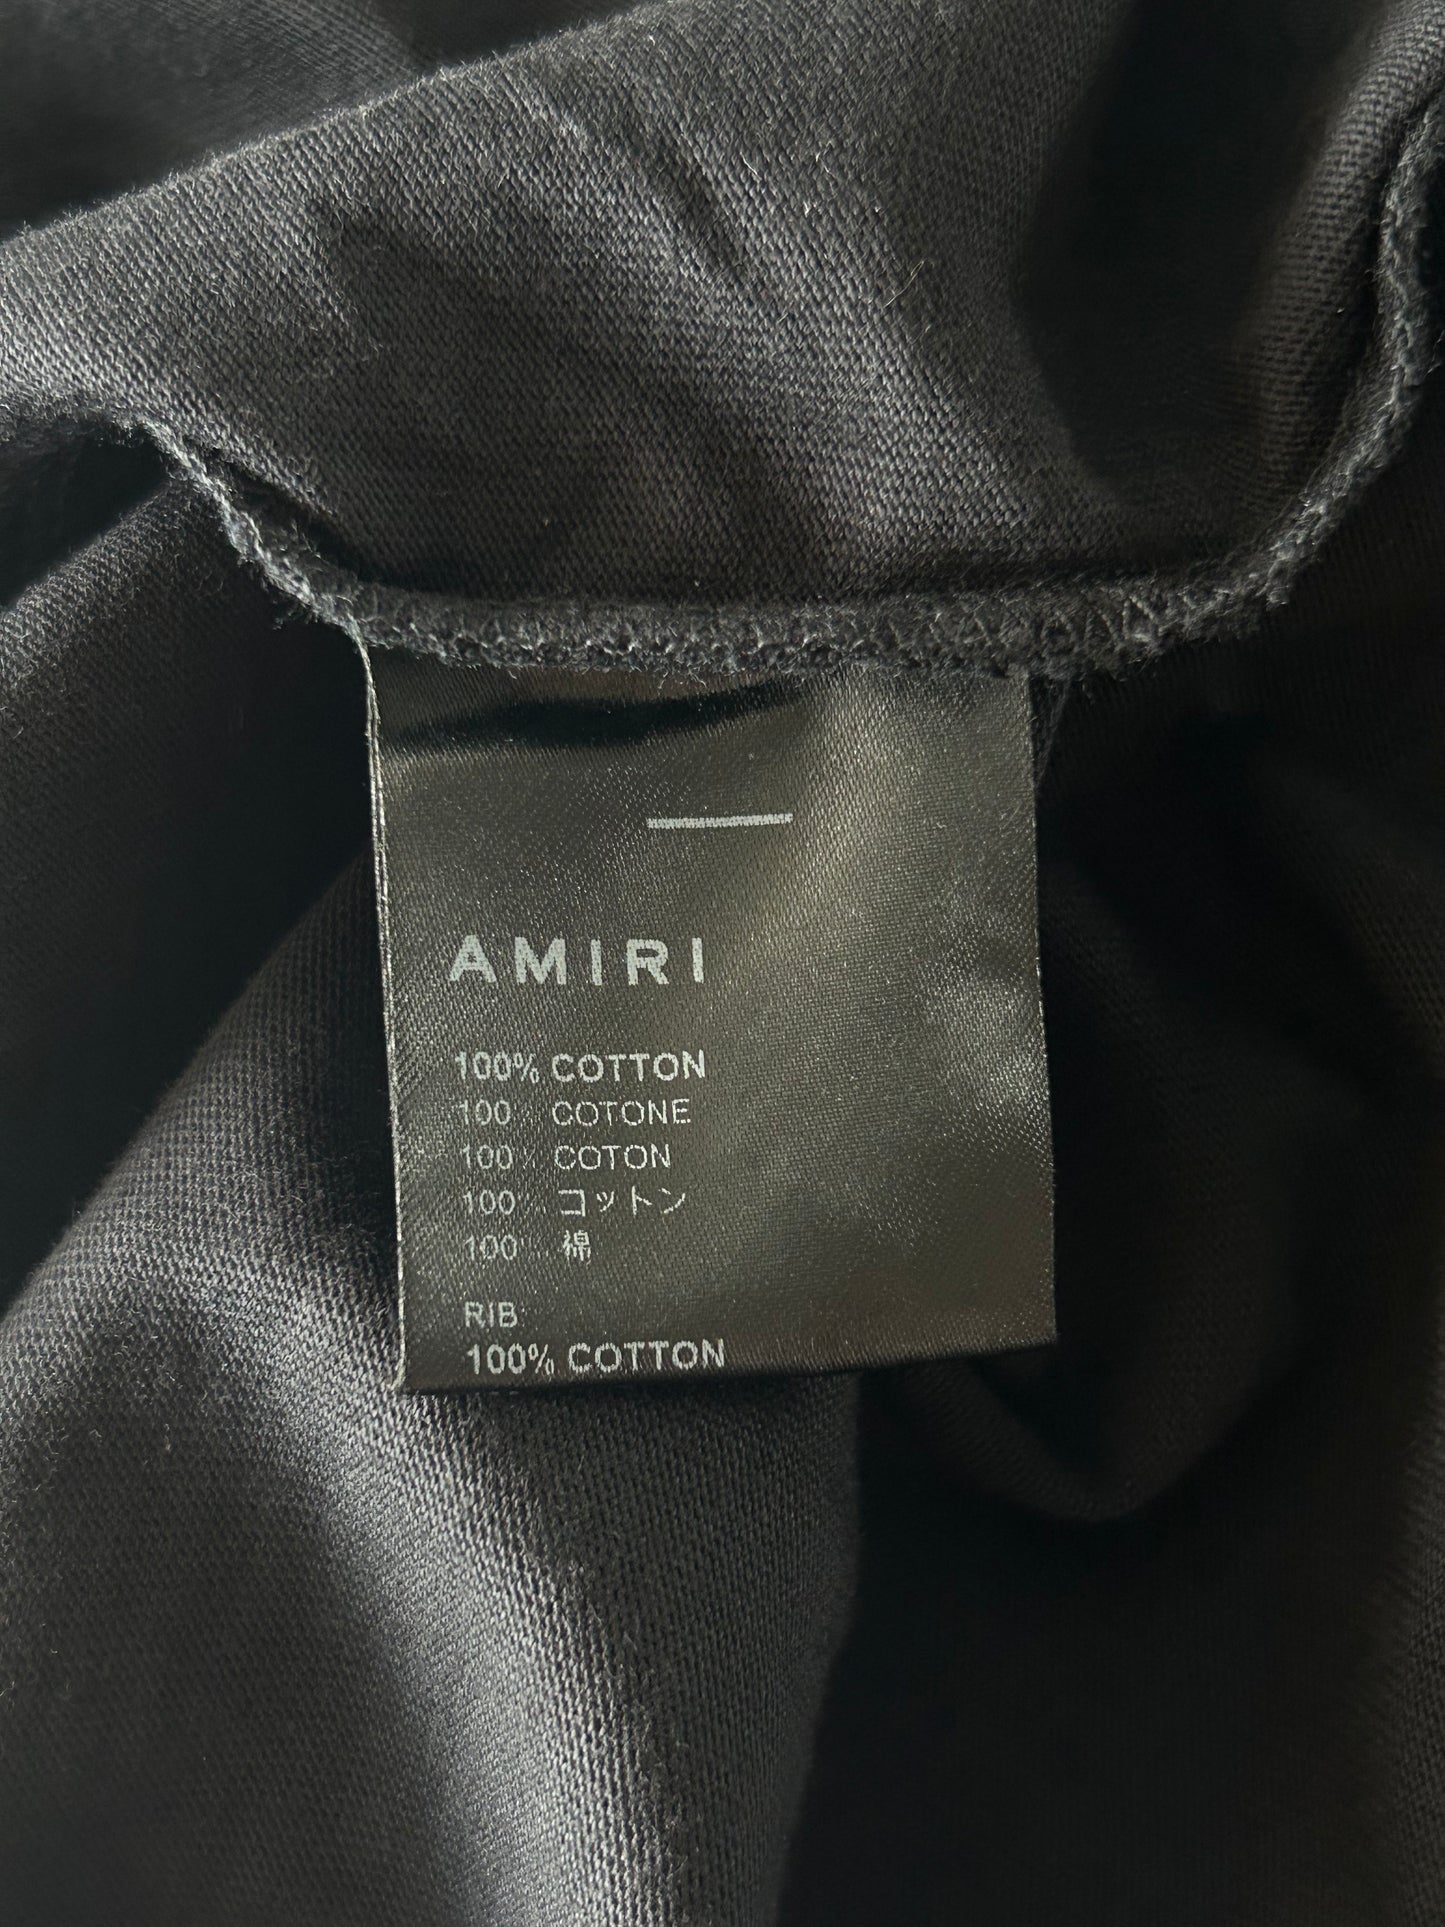 AMIRI
100% COTTON
100% COTONE
100% COTON
100% コットン
100% 棉
RIB:
100% COTTON